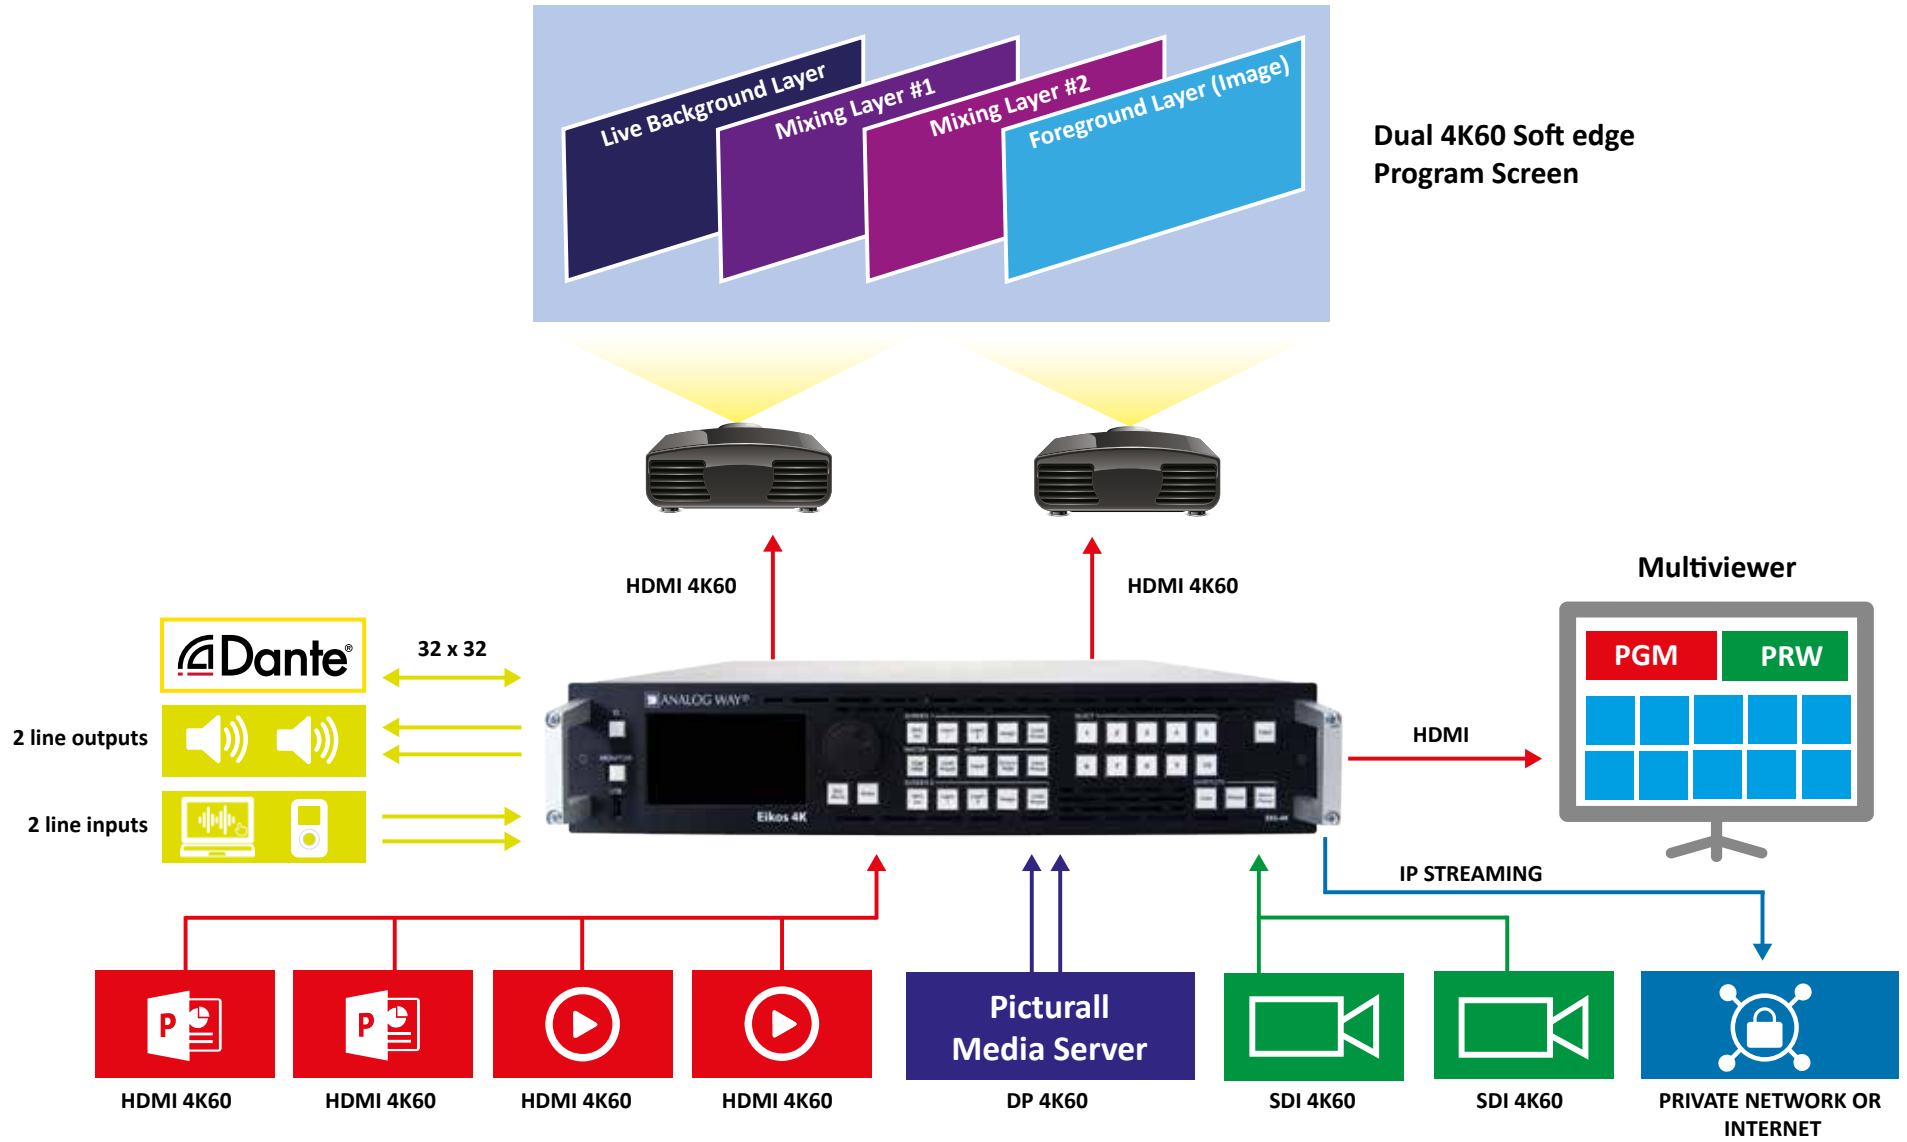 Live Background Layer
Mixing Layer #1
Mixing Layer #2
Foreground Layer (Image)
Dual 4K60 Soft edge
Program Screen
HDMI 4K60
HDMI 4K60
Multiviewer
Dante®
32 x 32
PGM
PRW
ANALOG WAY®
2 line outputs
HDMI
MONITOR
Eikos 4K
2 line inputs
IP STREAMING
P
P
Picturall
Media Server
HDMI 4K60
HDMI 4K60
HDMI 4K60
HDMI 4K60
DP 4K60
SDI 4K60
SDI 4K60
PRIVATE NETWORK OR
INTERNET